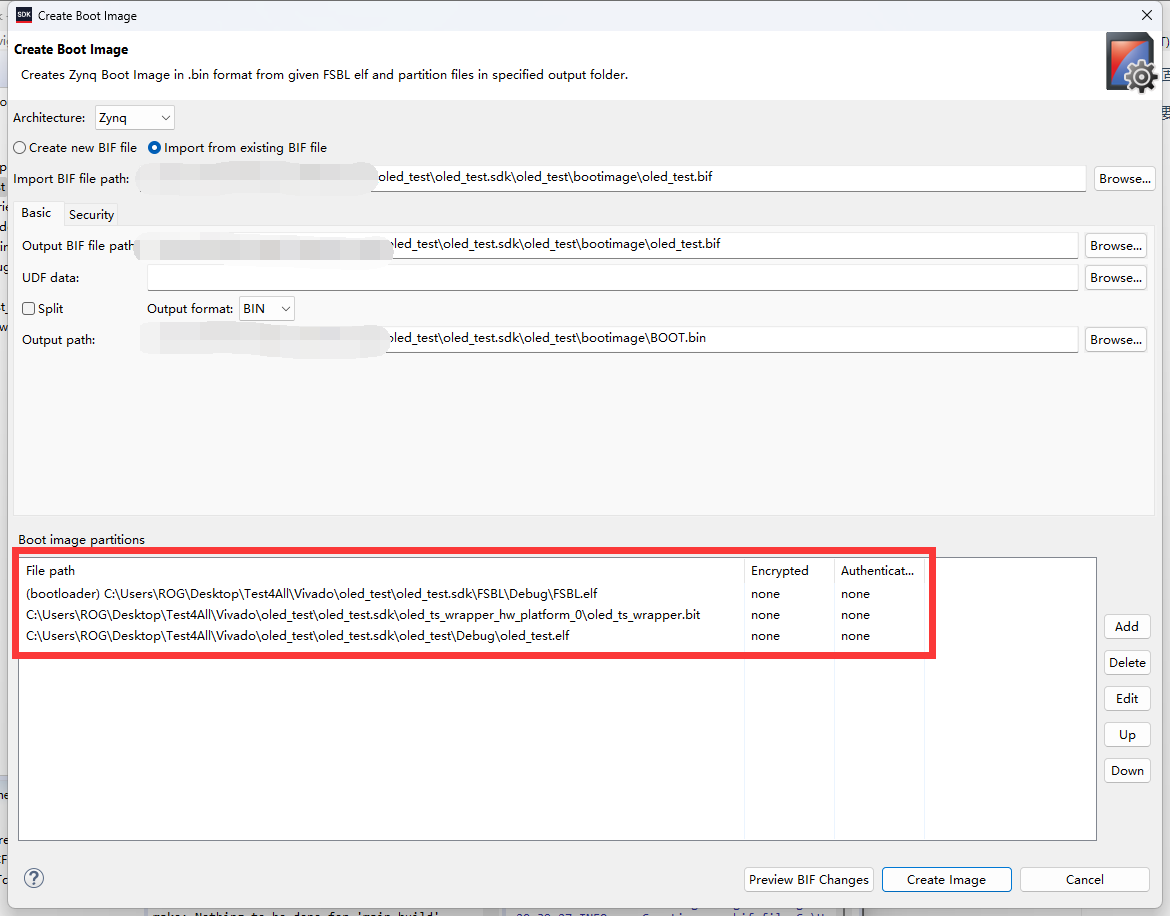 SDK Create Boot Image
Create Boot Image
Creates Zynq Boot Image in .bin format from given FSBL elf and partition files in specified output folder.
Architecture: Zynq
Create new BIF file Import from existing BIF file
Import BIF file path: oled_test\oled_test.sdk\oled_test\bootimage\oled_test.bif Browse...
Basic Security
Output BIF file path oled_test\oled_test.sdk\oled_test\bootimage\oled_test.bif Browse...
UDF data: Browse...
Split Output format: BIN
Output path: oled_test\oled_test.sdk\oled_test\bootimage\BOOT.bin Browse...
Boot image partitions
File path Encrypted Authenticat...
(bootloader) C:\Users\ROG\Desktop\Test4All\Vivado\oled_test\oled_test.sdk\FSBL\Debug\FSBL.elf none none
C:\Users\ROG\Desktop\Test4All\Vivado\oled_test\oled_test.sdk\oled_ts_wrapper_hw_platform_0\oled_ts_wrapper.bit none none
C:\Users\ROG\Desktop\Test4All\Vivado\oled_test\oled_test.sdk\oled_test\Debug\oled_test.elf none none
Add
Delete
Edit
Up
Down
? Preview BIF Changes Create Image Cancel